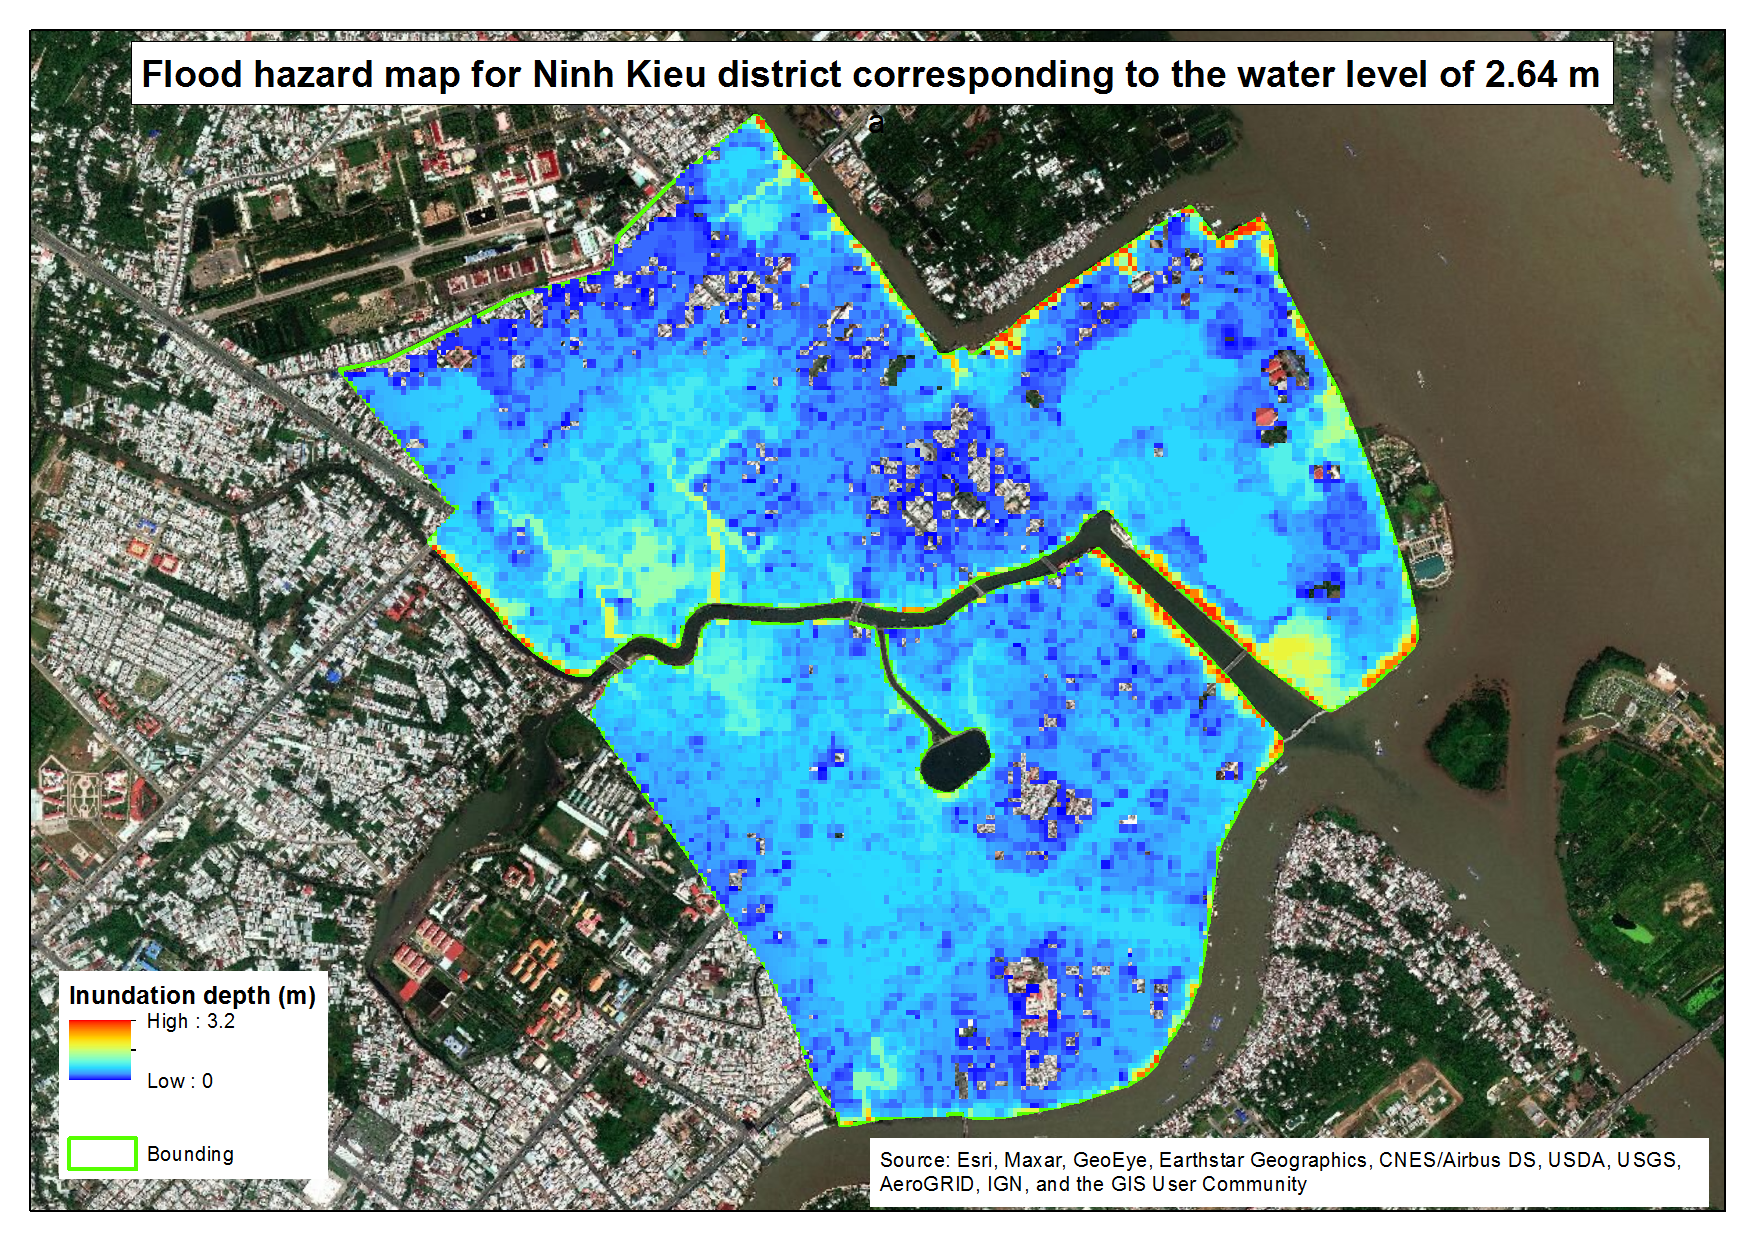 Flood hazard map for Ninh Kieu district corresponding to the water level of 2.64 m
a
Inundation depth (m)
High : 3.2
Low : 0
Bounding
Source: Esri, Maxar, GeoEye, Earthstar Geographics, CNES/Airbus DS, USDA, USGS,
AeroGRID, IGN, and the GIS User Community